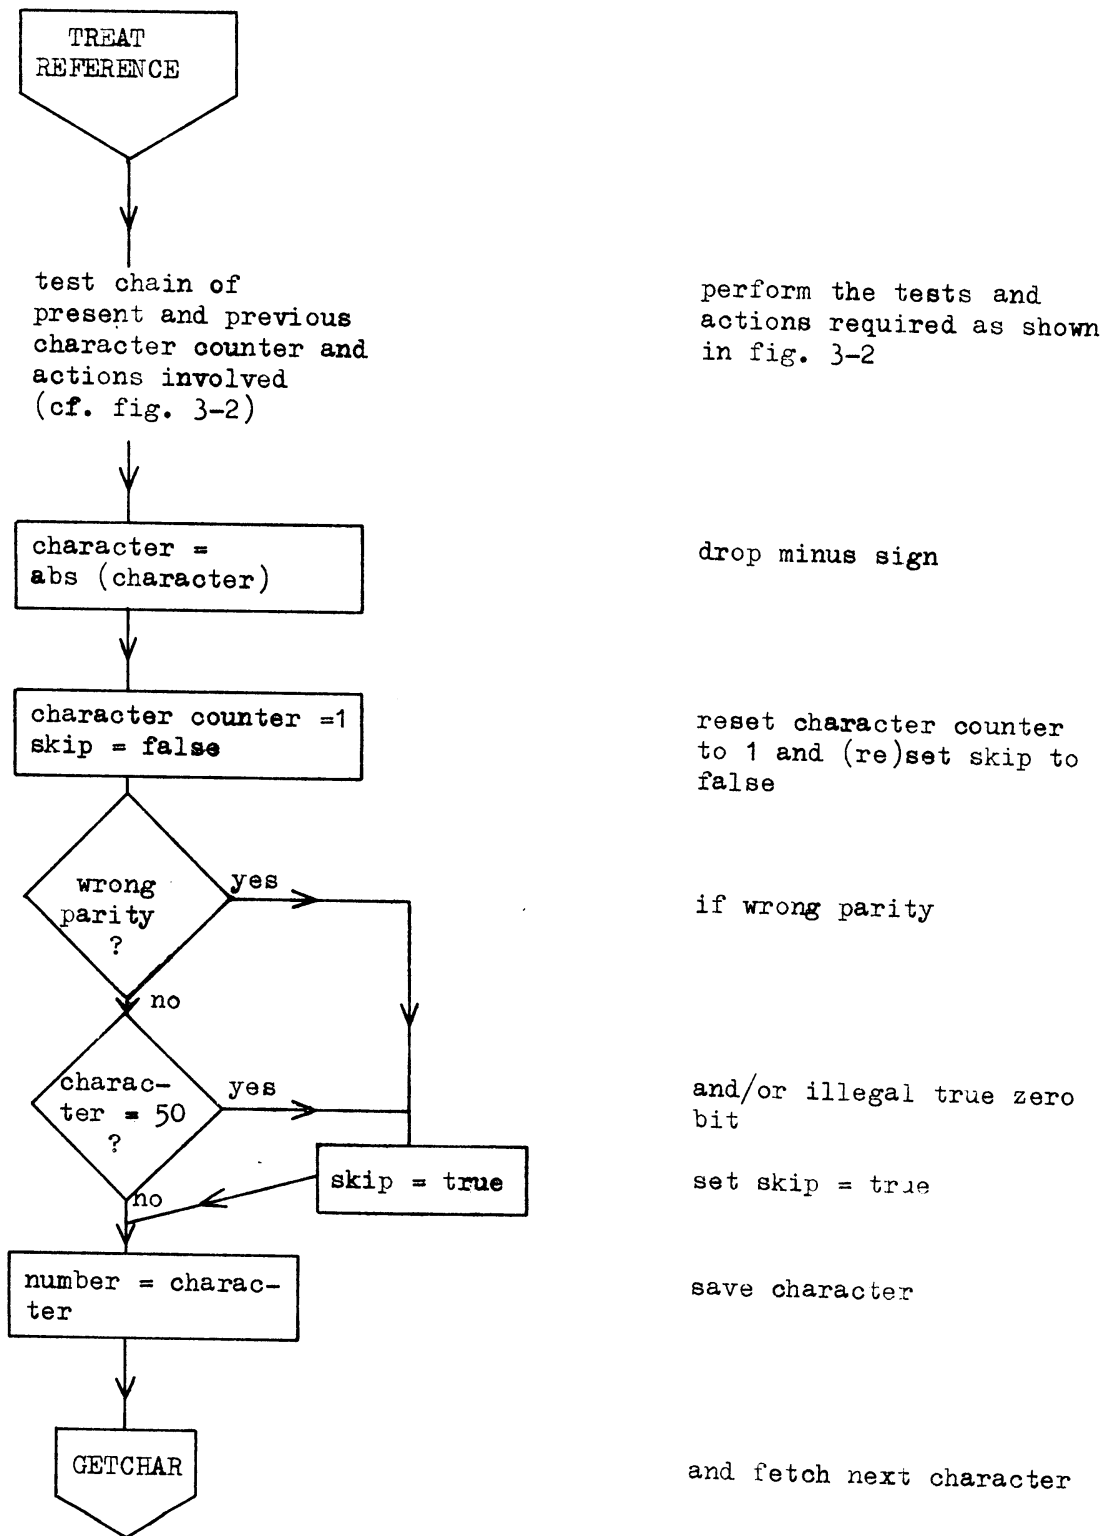 TREAT
REFERENCE
test chain of
present and previous
character counter and
actions involved
(cf. fig. 3-2)
perform the tests and
actions required as shown
in fig. 3-2
character =
abs (character)
drop minus sign
character counter =1
skip = false
reset character counter
to 1 and (re)set skip to
false
wrong
parity
?
yes
if wrong parity
no
charac-
ter = 50
?
yes
and/or illegal true zero
bit
skip = true
set skip = true
no
number = charac-
ter
save character
GETCHAR
and fetch next character